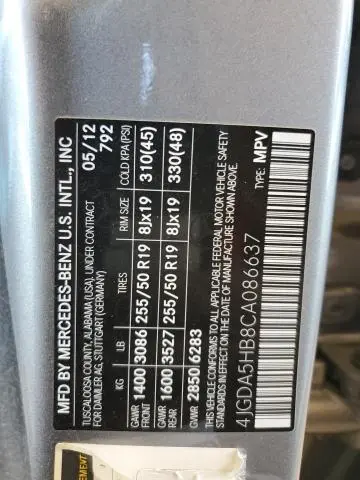 MFG BY MERCEDES-BENZ U.S. INTL., INC
TUSCALOOSA COUNTY, ALABAMA (USA), UNDER CONTRACT
FOR DAIMLER AG, STUTTGART (GERMANY)
05/12
792
KG LB TIRES RIM SIZE COLD KPA(PSI)
GAWR FRONT 1400 3086 255/50 R19 8Jx19 310(45)
GAWR REAR 1600 3527 255/50 R19 8Jx19 330(48)
GVWR 2850 6283
THIS VEHICLE CONFORMS TO ALL APPLICABLE FEDERAL MOTOR VEHICLE SAFETY
STANDARDS IN EFFECT ON THE DATE OF MANUFACTURE SHOWN ABOVE.
4JGDA5HB8CA086637 TYPE: MPV